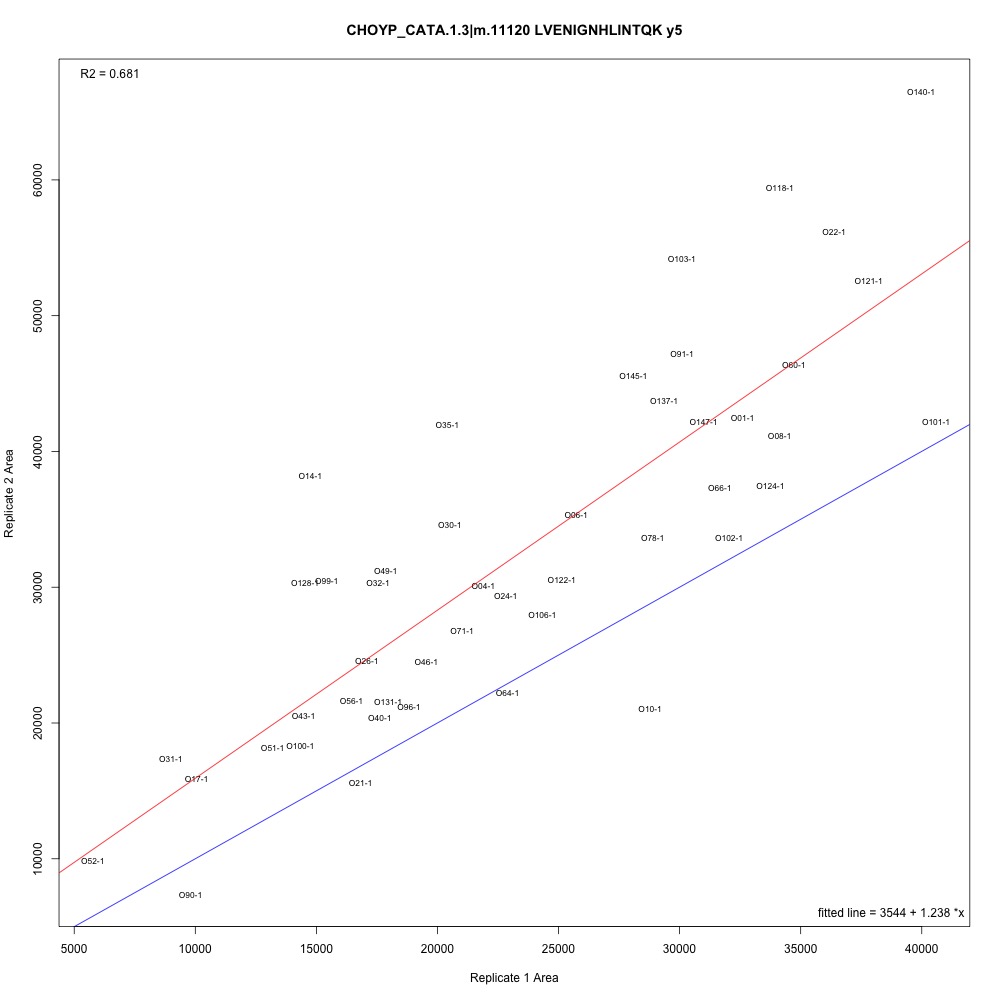 CHOYP_CATA.1.3|m.11120 LVENIGNHLINTQK y5
R2 = 0.681
O140-1
O118-1
O22-1
O103-1
O121-1
O91-1
O60-1
O145-1
O137-1
O147-1
O01-1
O101-1
O35-1
O08-1
O14-1
O66-1
O124-1
O06-1
O30-1
O78-1
O102-1
O49-1
O128-1
O99-1
O32-1
O04-1
O122-1
O24-1
O106-1
O71-1
O26-1
O46-1
O64-1
O56-1
O131-1
O96-1
O10-1
O43-1
O40-1
O51-1
O100-1
O31-1
O17-1
O21-1
O52-1
O90-1
fitted line = 3544 + 1.238 *x
60000
50000
40000
30000
20000
10000
Replicate 2 Area
5000 10000 15000 20000 25000 30000 35000 40000
Replicate 1 Area